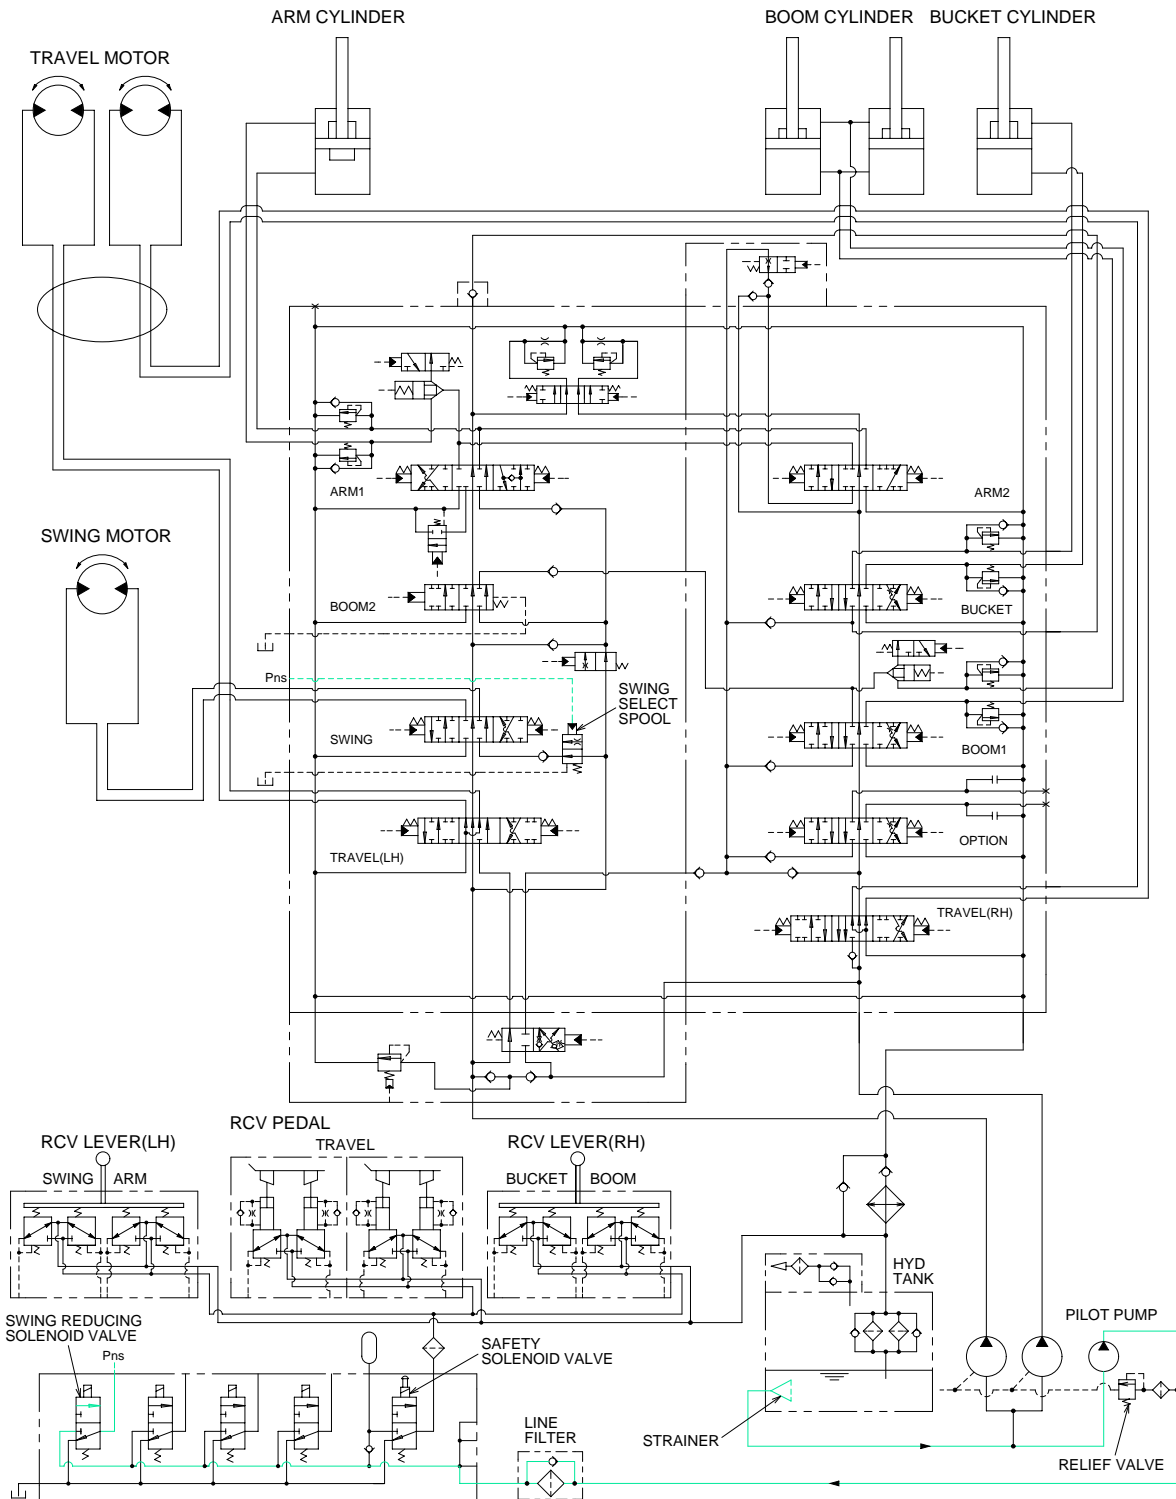 ARM CYLINDER
BOOM CYLINDER
BUCKET CYLINDER
TRAVEL MOTOR
ARM1
ARM2
SWING MOTOR
BOOM2
BUCKET
Pns
SWING
SELECT
SPOOL
SWING
BOOM1
TRAVEL(LH)
OPTION
TRAVEL(RH)
RCV PEDAL
RCV LEVER(LH)
TRAVEL
RCV LEVER(RH)
SWING
ARM
BUCKET
BOOM
HYD
TANK
SWING REDUCING
SOLENOID VALVE
PILOT PUMP
Pns
SAFETY
SOLENOID VALVE
LINE
FILTER
STRAINER
RELIEF VALVE